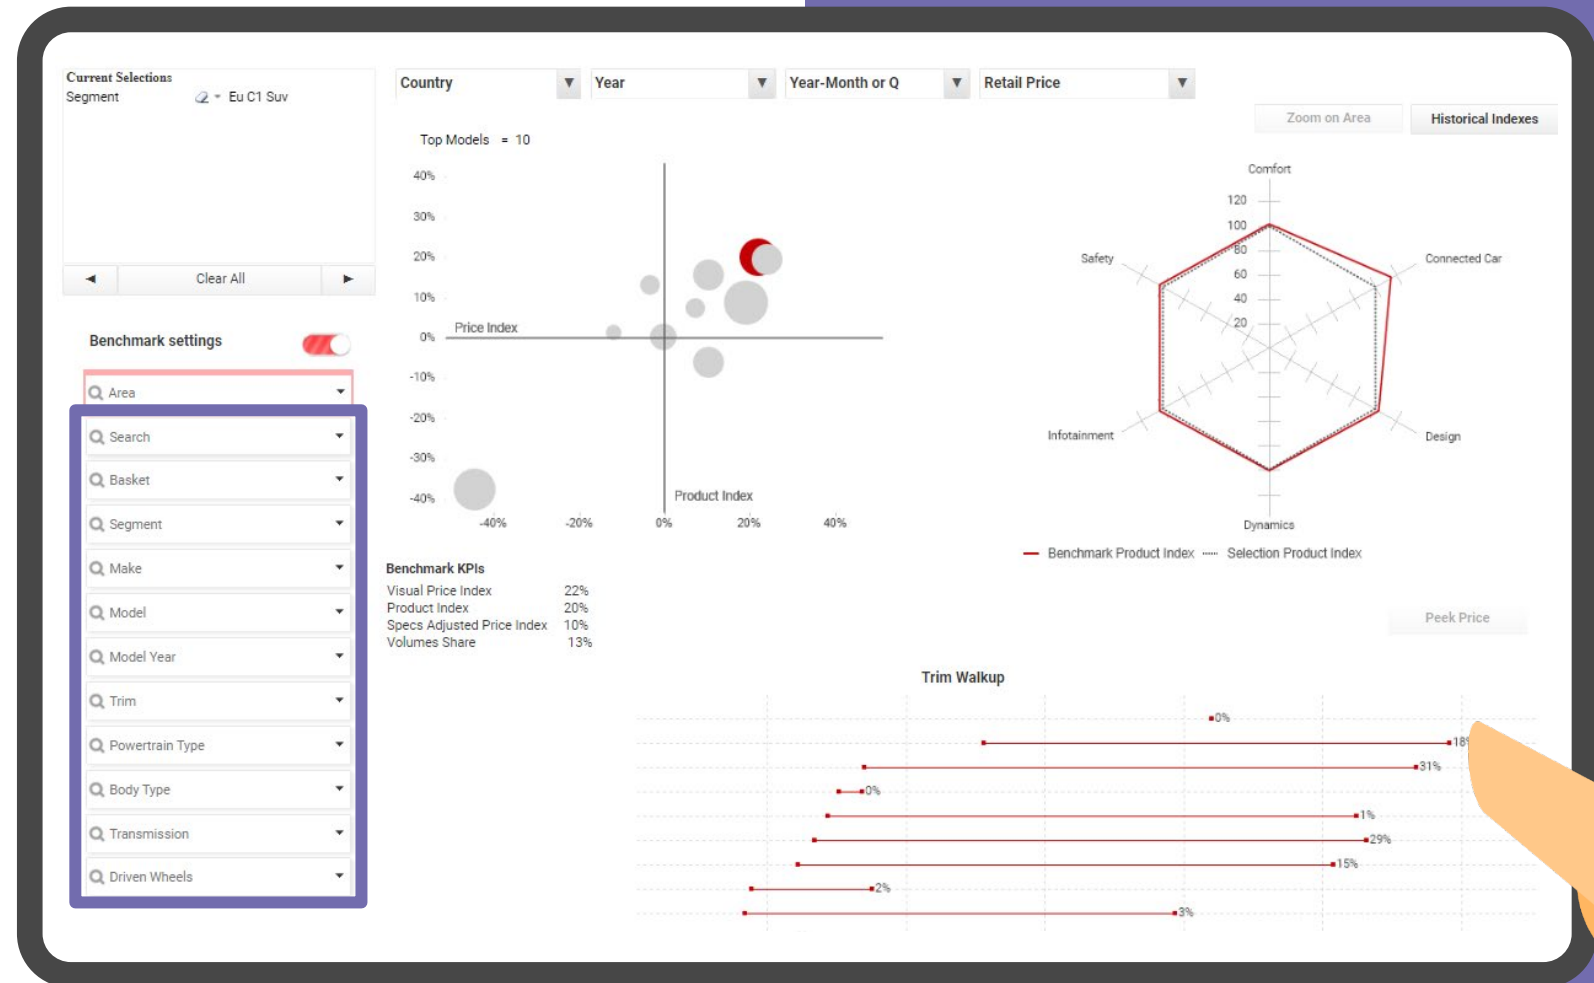 Current Selections
Segment Eu C1 Suv
Clear All
Country
Year
Year-Month or Q
Retail Price
Zoom on Area
Historical Indexes
Benchmark settings
Area
Search
Basket
Segment
Make
Model
Model Year
Trim
Powertrain Type
Body Type
Transmission
Driven Wheels
Top Models = 10
40%
30%
20%
10%
0%
-10%
-20%
-30%
-40%
Price Index
Product Index
-40% -20% 0% 20% 40%
Comfort
120
100
80
60
40
20
Safety
Connected Car
Infotainment
Design
Dynamics
Benchmark Product Index Selection Product Index
Benchmark KPIs
Visual Price Index 22%
Product Index 20%
Specs Adjusted Price Index 10%
Volumes Share 13%
Peek Price
Trim Walkup
0%
18%
31%
0%
1%
29%
15%
2%
3%